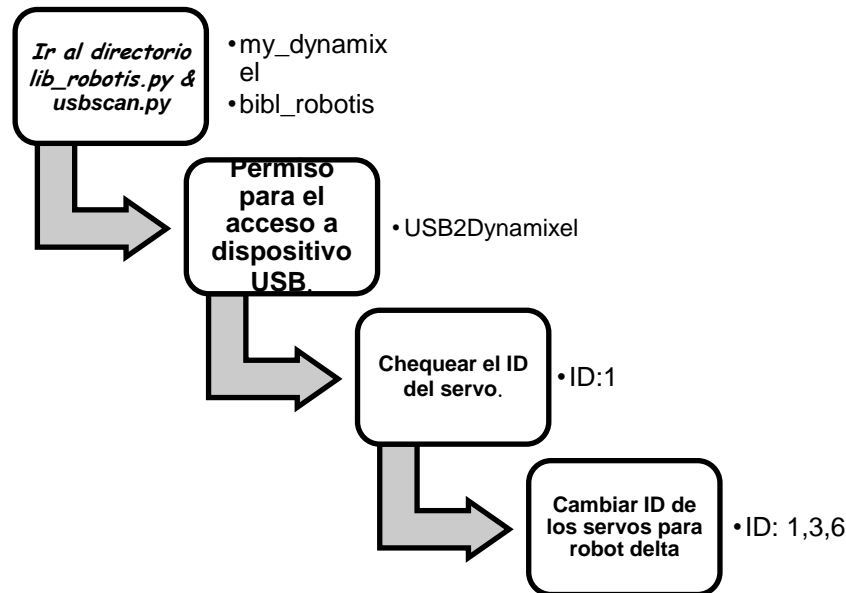 Ir al directorio
lib_robotis.py &
usbscan.py
•my_dynamix
el
•bibl_robotis
Permiso
para el
acceso a
dispositivo
USB.
•USB2Dynamixel
Chequear el ID
del servo.
•ID:1
Cambiar ID de
los servos para
robot delta
•ID: 1,3,6